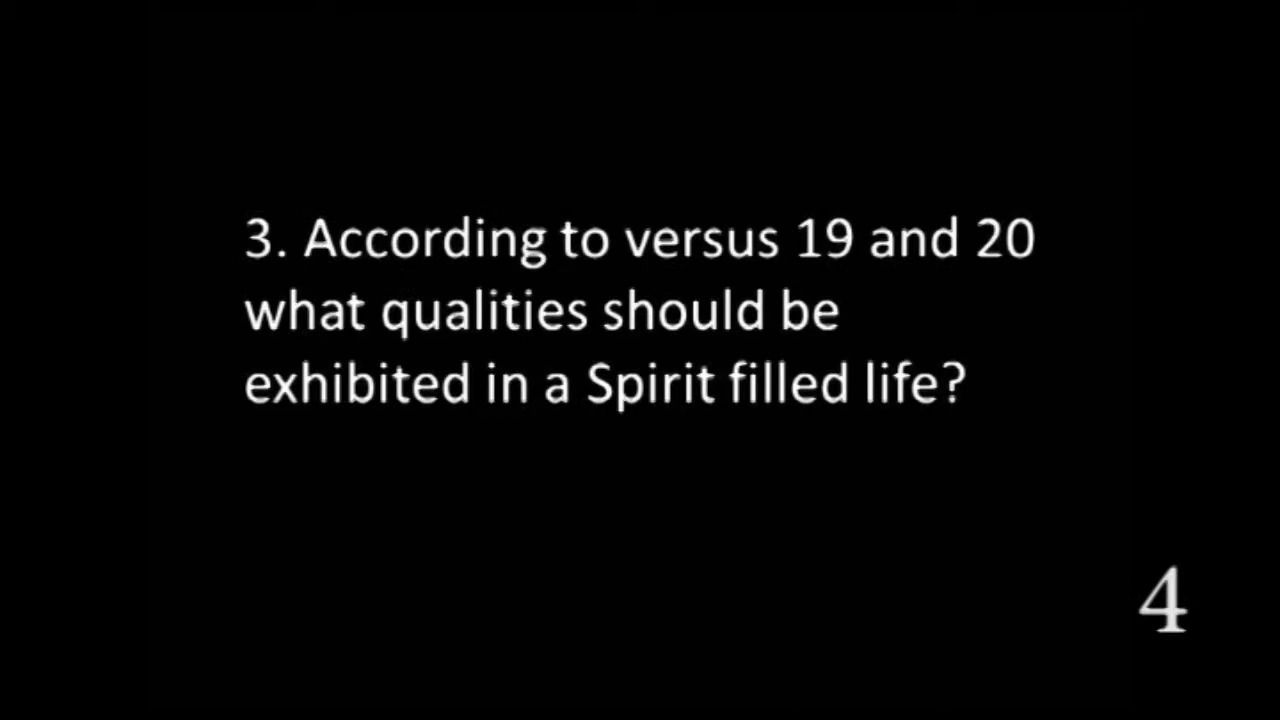 3. According to versus 19 and 20
what qualities should be
exhibited in a Spirit filled life?
4